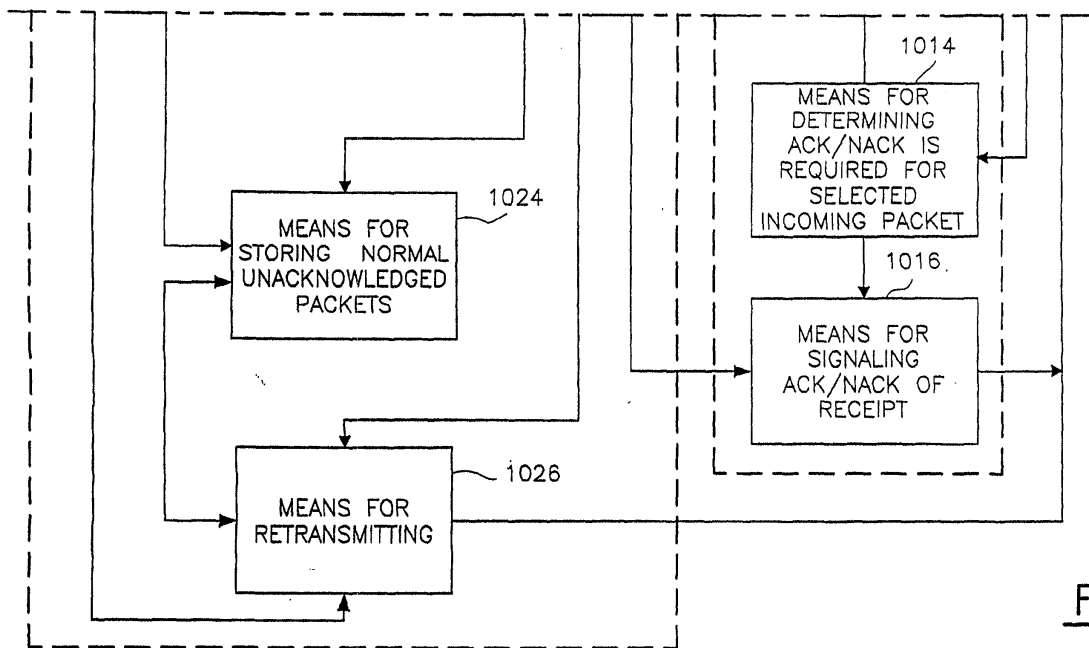 1014
MEANS FOR
DETERMINING
ACK/NACK IS
REQUIRED FOR
SELECTED
INCOMING PACKET
1024
MEANS FOR
STORING NORMAL
UNACKNOWLEDGED
PACKETS
1016
MEANS FOR
SIGNALING
ACK/NACK OF
RECEIPT
1026
MEANS FOR
RETRANSMITTING
F